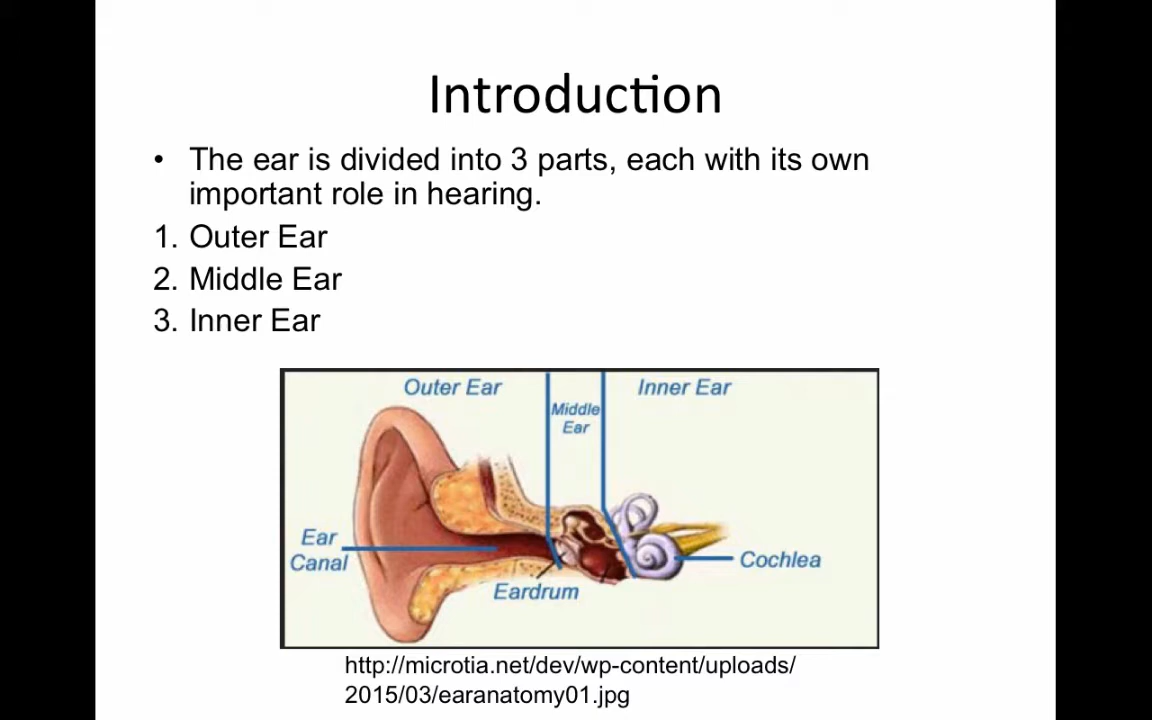 Introduction
• The ear is divided into 3 parts, each with its own
important role in hearing.
1. Outer Ear
2. Middle Ear
3. Inner Ear
Outer Ear
Middle
Ear
Inner Ear
Ear
Canal
Eardrum
Cochlea
http://microtia.net/dev/wp-content/uploads/
2015/03/earanatomy01.jpg